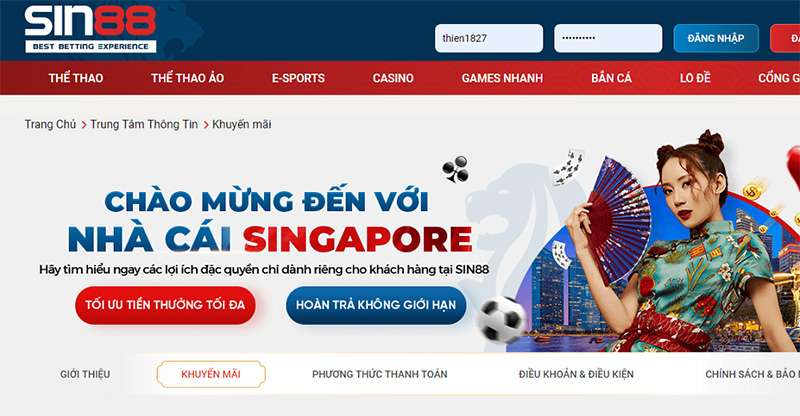 SIN88
BEST BETTING EXPERIENCE
thien1827
ĐĂNG NHẬP
THỂ THAO
THỂ THAO ẢO
E-SPORTS
CASINO
GAMES NHANH
BẮN CÁ
LÔ ĐỀ
CỔNG G
Trang Chủ > Trung Tâm Thông Tin > Khuyến mãi
CHÀO MỪNG ĐẾN VỚI
NHÀ CÁI SINGAPORE
Hãy tìm hiểu ngay các lợi ích đặc quyền chỉ dành riêng cho khách hàng tại SIN88
TỐI ƯU TIỀN THƯỞNG TỐI ĐA
HOÀN TRẢ KHÔNG GIỚI HẠN
GIỚI THIỆU
KHUYẾN MÃI
PHƯƠNG THỨC THANH TOÁN
ĐIỀU KHOẢN & ĐIỀU KIỆN
CHÍNH SÁCH & BẢO